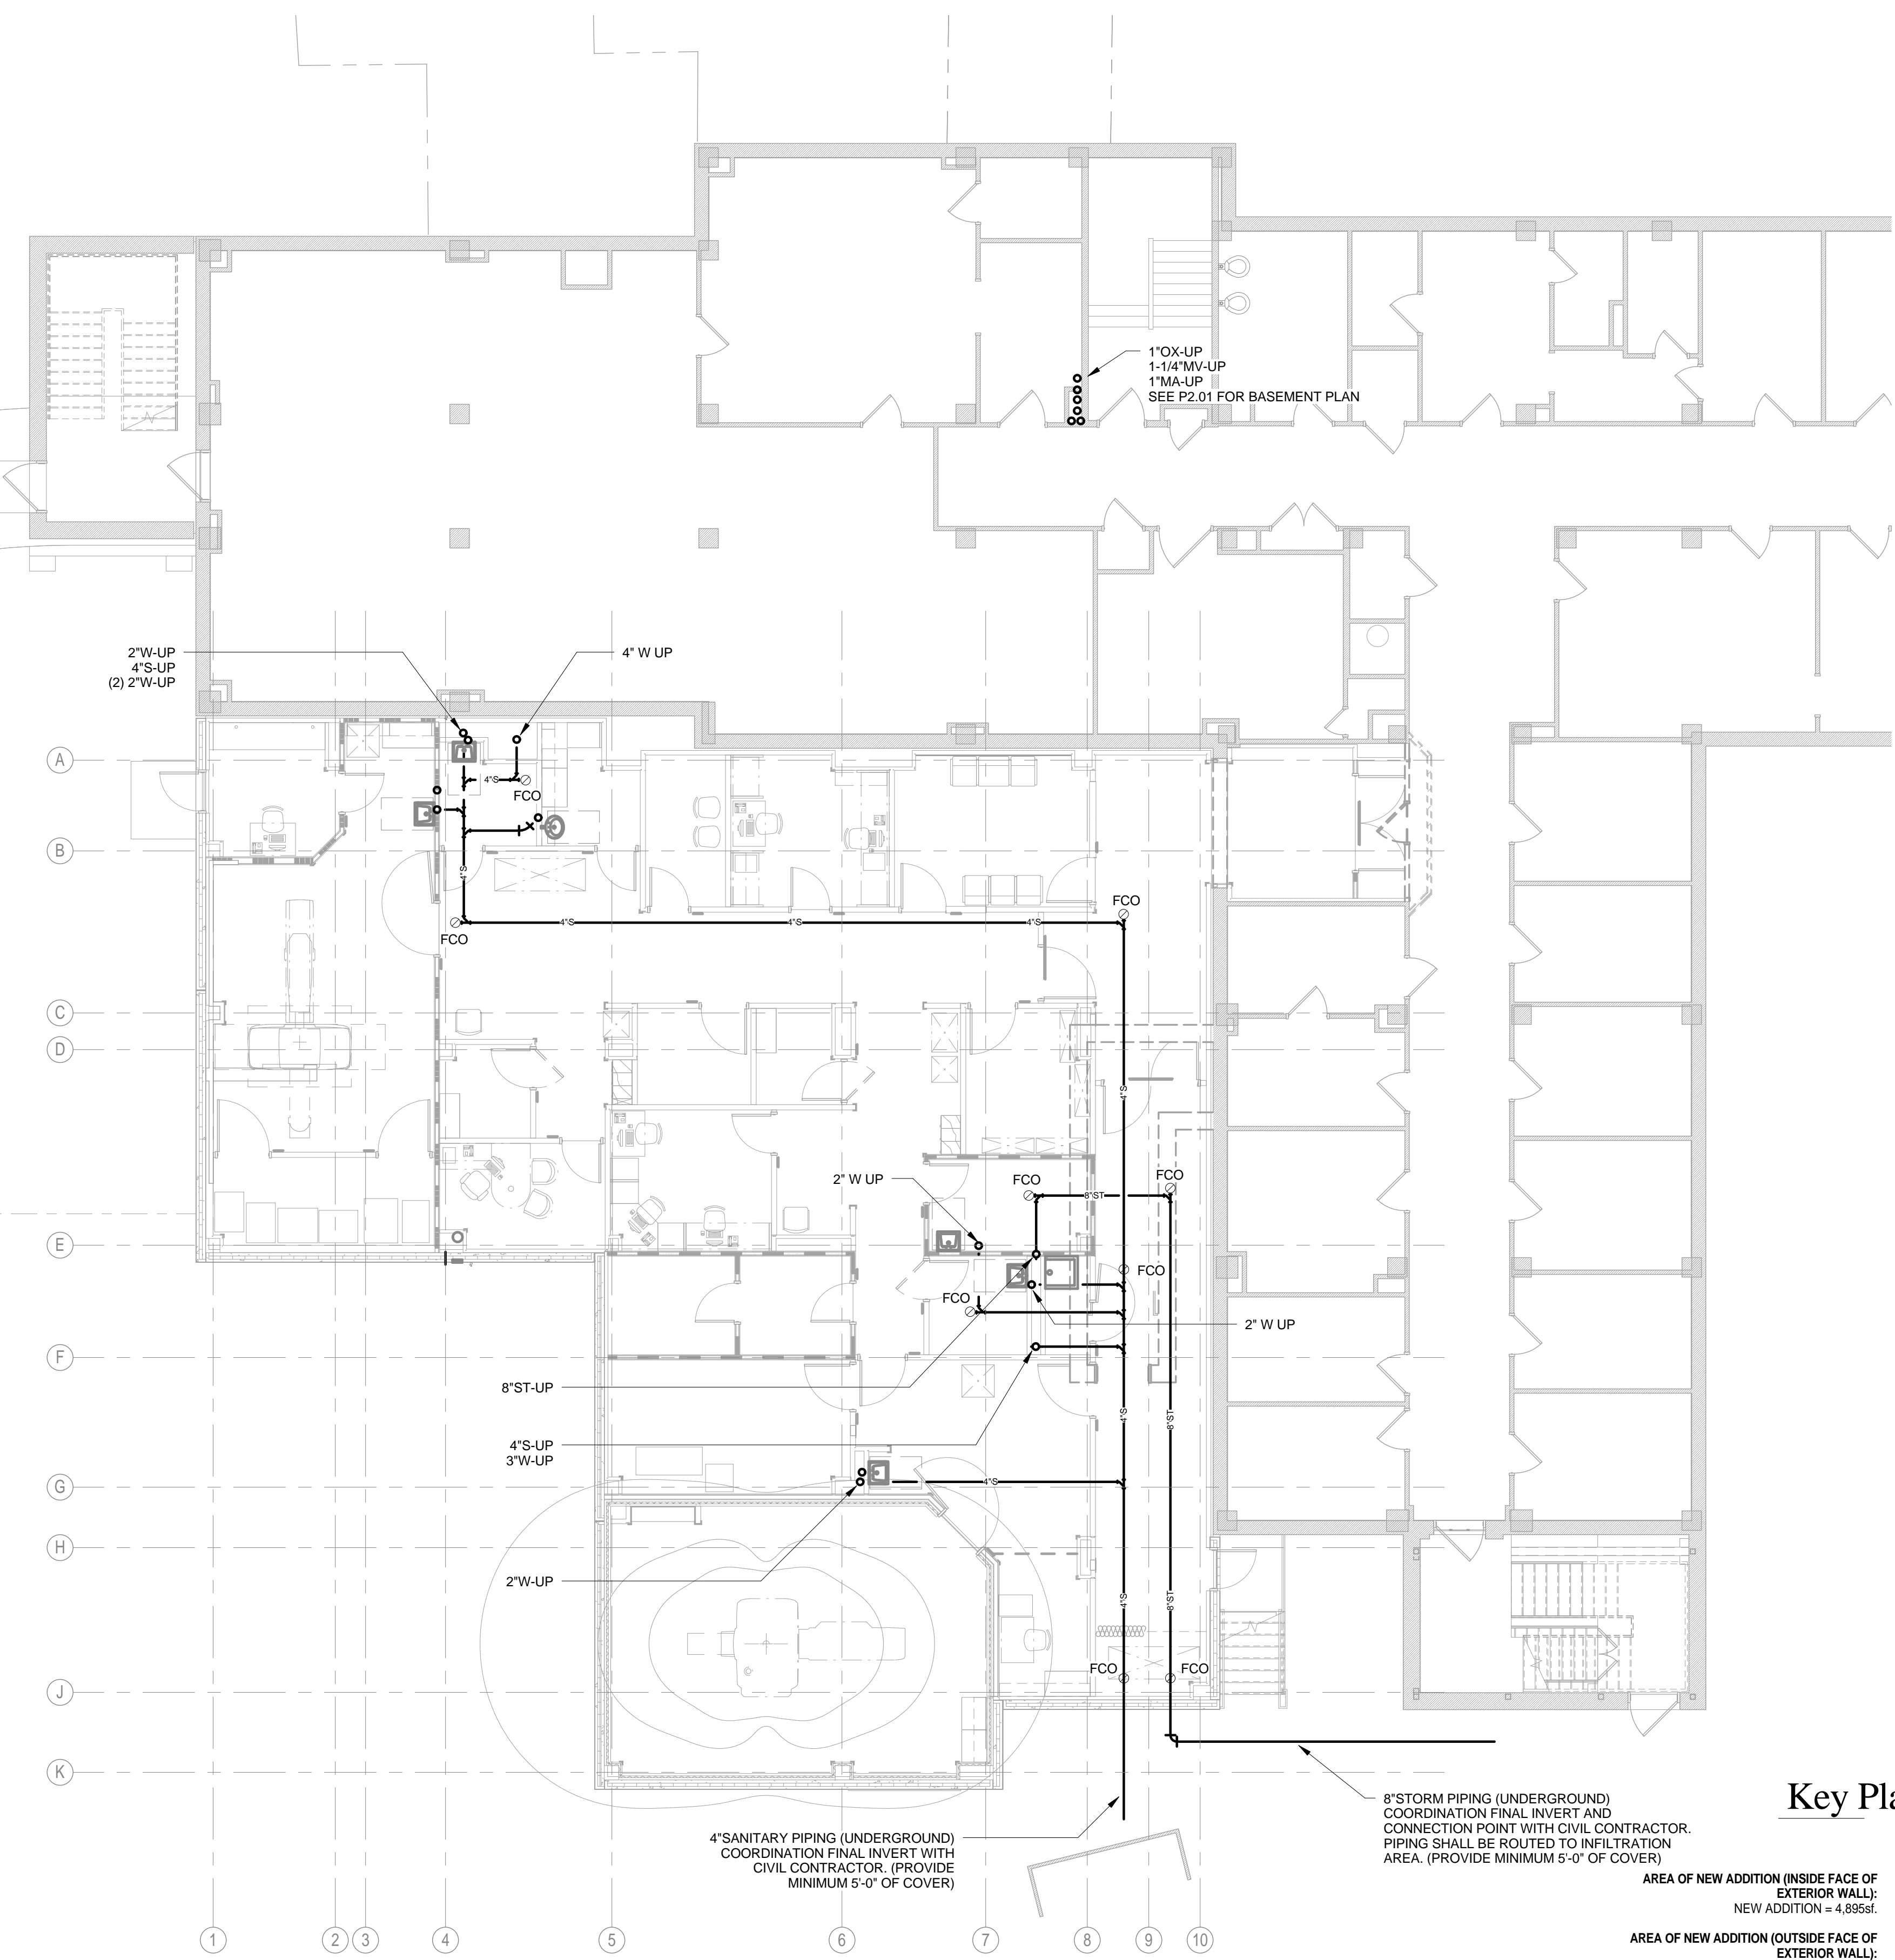 1"OX-UP
1-1/4"MV-UP
1"MA-UP
SEE P2.01 FOR BASEMENT PLAN
2"W-UP
4"S-UP
(2) 2"W-UP
4" W UP
A
4"S
FCO
B
4"S
FCO
FCO
4"S
4"S
4"S
C
D
4"S
2" W UP
FCO
8"ST
FCO
E
FCO
FCO
2" W UP
F
8"ST-UP
4"S
8"ST
4"S-UP
3"W-UP
G
4"S
H
2"W-UP
4"S
8"ST
FCO
FCO
J
K
8"STORM PIPING (UNDERGROUND)
COORDINATION FINAL INVERT AND
CONNECTION POINT WITH CIVIL CONTRACTOR.
PIPING SHALL BE ROUTED TO INFILTRATION
AREA. (PROVIDE MINIMUM 5'-0" OF COVER)
Key Pla
4"SANITARY PIPING (UNDERGROUND)
COORDINATION FINAL INVERT WITH
CIVIL CONTRACTOR. (PROVIDE
MINIMUM 5'-0" OF COVER)
AREA OF NEW ADDITION (INSIDE FACE OF
EXTERIOR WALL):
NEW ADDITION = 4,895sf.
AREA OF NEW ADDITION (OUTSIDE FACE OF
EXTERIOR WALL):
1
2
3
4
5
6
7
8
9
10